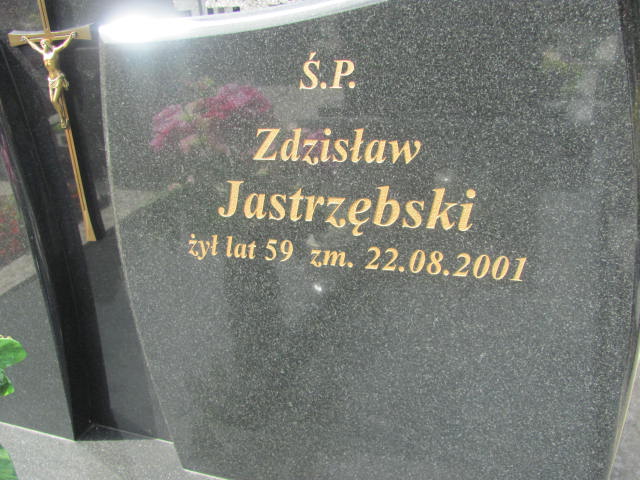 Ś.P.
Zdzisław
Jastrzębski
żył lat 59 zm. 22.08.2001